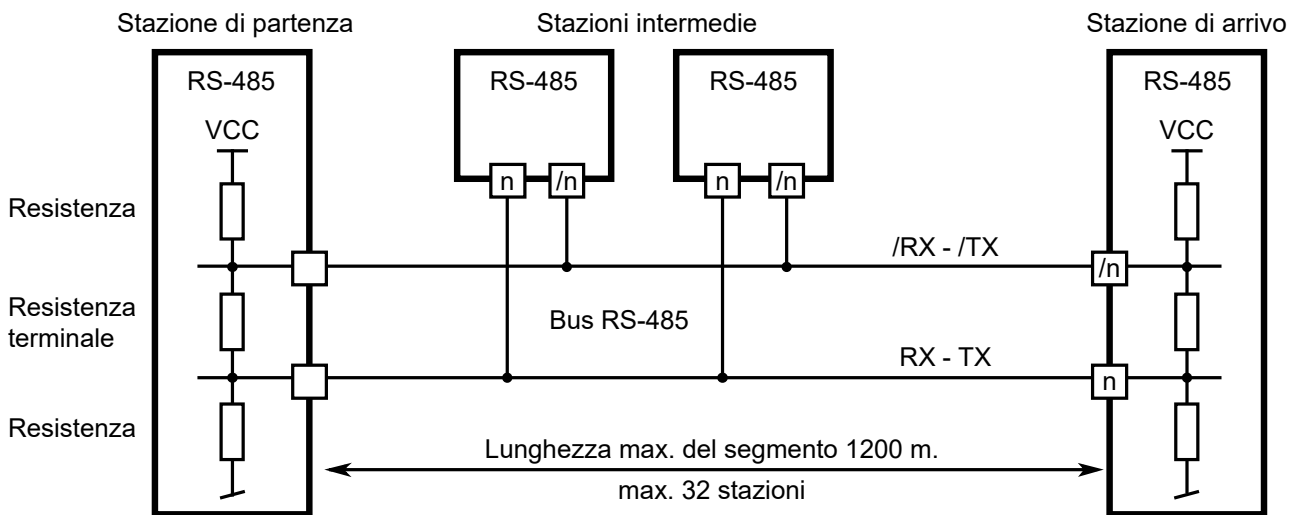 Stazione di partenza
Stazioni intermedie
Stazione di arrivo
RS-485
RS-485
RS-485
RS-485
VCC
VCC
n
/n
n
/n
Resistenza
/RX - /TX
/n
Resistenza
terminale
Bus RS-485
RX - TX
n
Resistenza
Lunghezza max. del segmento 1200 m.
max. 32 stazioni